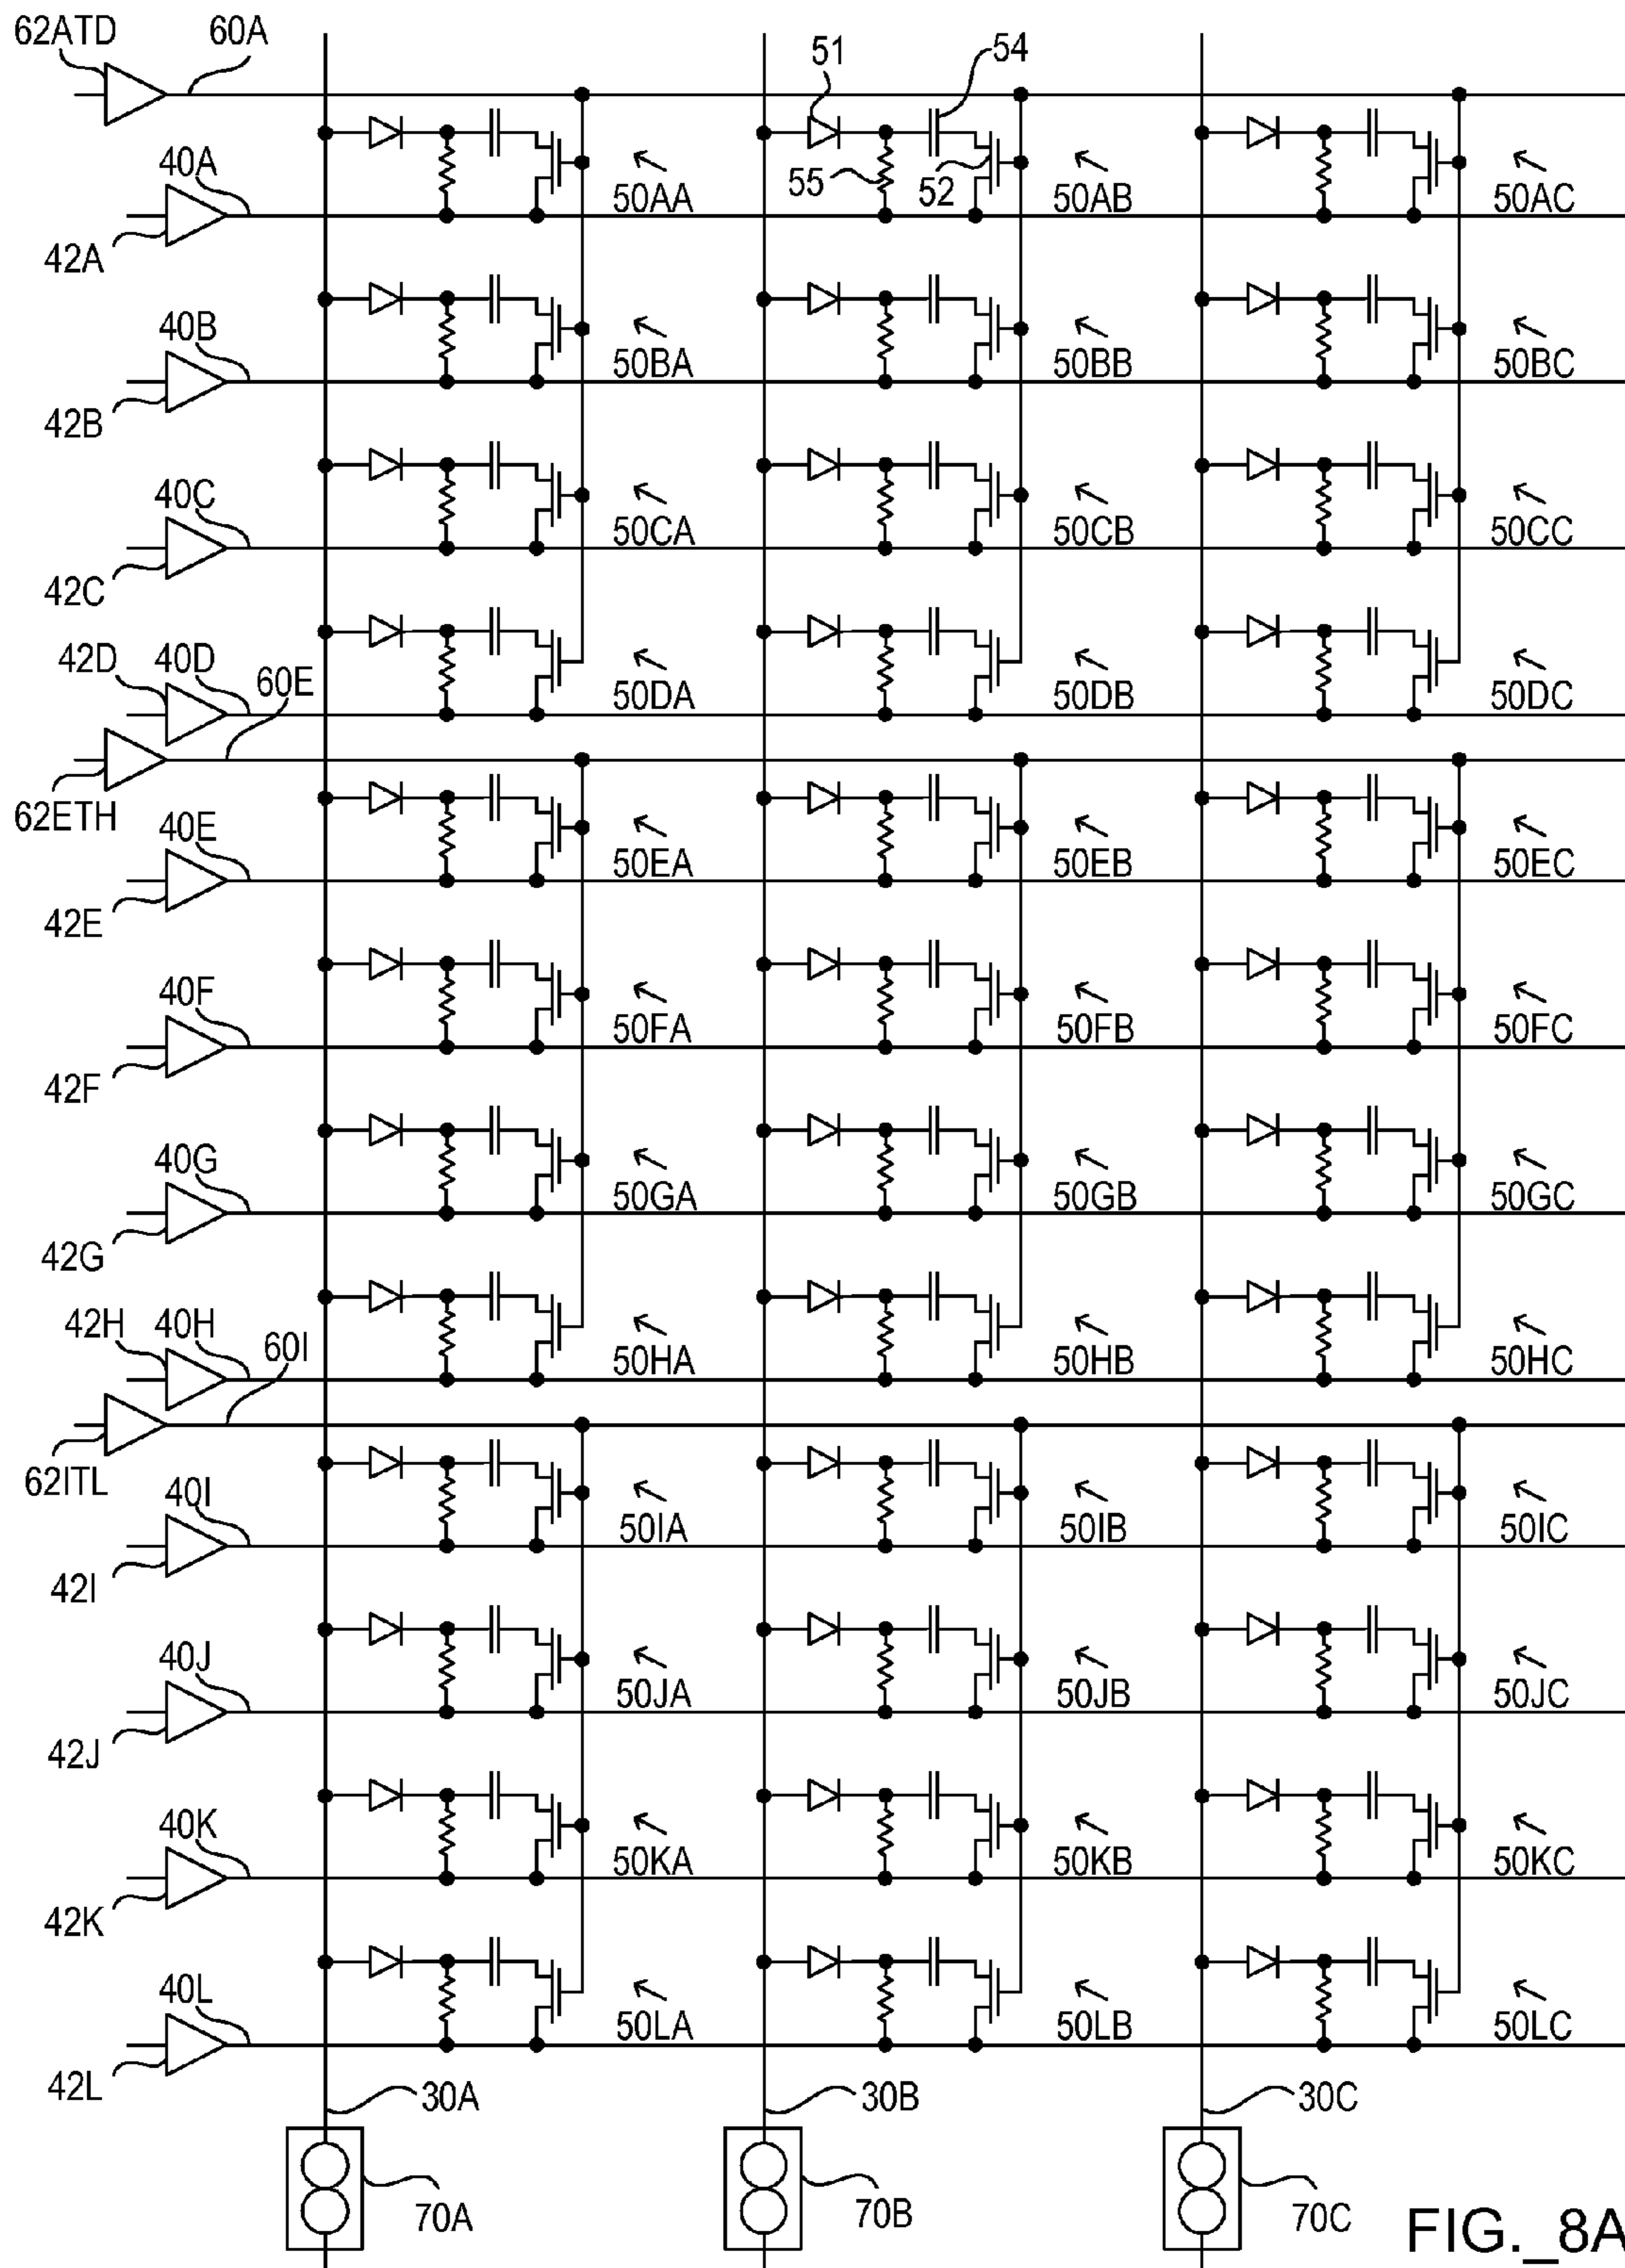 62ATD 60A 51 54
40A 55 52 50AA 50AB 50AC
42A
40B 50BA 50BB 50BC
42B
40C 50CA 50CB 50CC
42C
42D 40D 60E 50DA 50DB 50DC
62ETH 40E 50EA 50EB 50EC
42E
40F 50FA 50FB 50FC
42F
40G 50GA 50GB 50GC
42G
42H 40H 60I 50HA 50HB 50HC
62ITL 40I 50IA 50IB 50IC
42I
40J 50JA 50JB 50JC
42J
40K 50KA 50KB 50KC
42K
40L 50LA 50LB 50LC
42L
30A 30B 30C
70A 70B 70C
FIG._8A